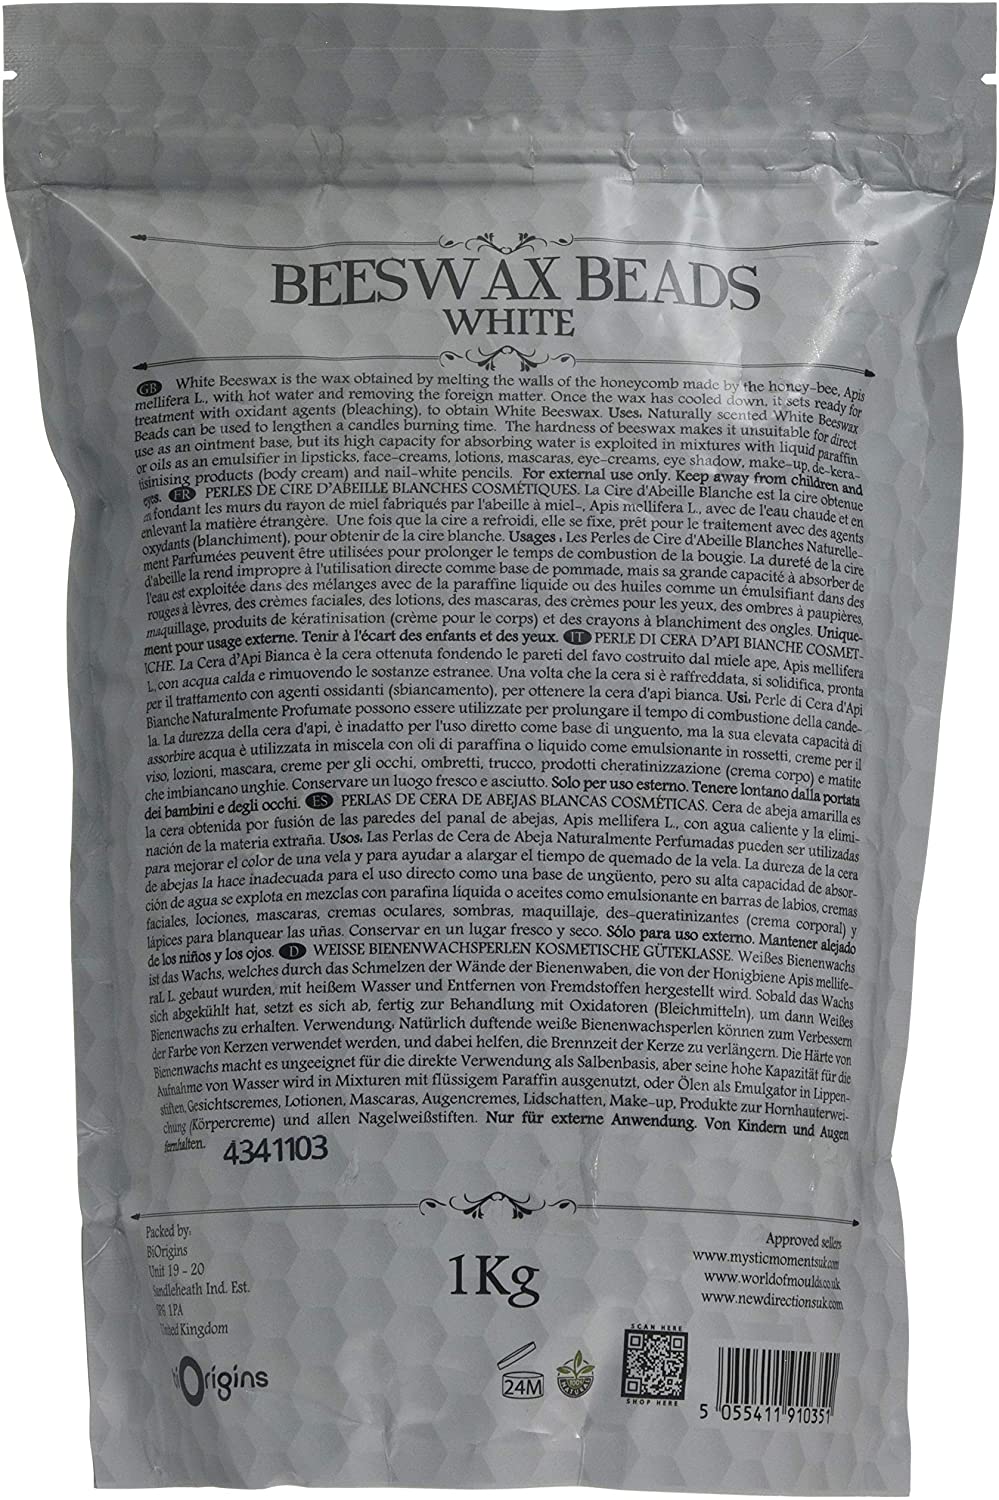 BEESWAX BEADS
WHITE
GB White Beeswax is the wax obtained by melting the walls of the honeycomb made by the honey-bee, Apis
mellifera L., with hot water and removing the foreign matter. Once the wax has cooled down, it sets ready for
treatment with oxidant agents (bleaching), to obtain White Beeswax. Uses, Naturally scented White Beeswax
Beads can be used to lengthen a candles burning time. The hardness of beeswax makes it unsuitable for direct
use as an ointment base, but its high capacity for absorbing water is exploited in mixtures with liquid paraffin
or oils as an emulsifier in lipsticks, face-creams, lotions, mascaras, eye-creams, eye shadow, make-up, de-kera-
tisinising products (body cream) and nail-white pencils. For external use only. Keep away from children and
eyes. FR PERLES DE CIRE D'ABEILLE BLANCHES COSMÉTIQUES. La Cire d'Abeille Blanche est la cire obtenue
en fondant les murs du rayon de miel fabriqués par l'abeille à miel-, Apis mellifera L., avec de l'eau chaude et en
enlevant la matière étrangère. Une fois que la cire a refroidi, elle se fixe, prêt pour le traitement avec des agents
oxydants (blanchiment), pour obtenir de la cire blanche. Usages , Les Perles de Cire d'Abeille Blanches Naturelle-
ment Parfumées peuvent être utilisées pour prolonger le temps de combustion de la bougie. La dureté de la cire
d'abeille la rend impropre à l'utilisation directe comme base de pommade, mais sa grande capacité à absorber de
l'eau est exploitée dans des mélanges avec de la paraffine liquide ou des huiles comme un émulsifiant dans des
rouges à lèvres, des crèmes faciales, des lotions, des mascaras, des crèmes pour les yeux, des ombres à paupières,
maquillage, produits de kératinisation (crème pour le corps) et des crayons à blanchiment des ongles. Unique-
ment pour usage externe. Tenir à l'écart des enfants et des yeux. IT PERLE DI CERA D'API BIANCHE COSMET-
ICHE. La Cera d'Api Bianca è la cera ottenuta fondendo le pareti del favo costruito dal miele ape, Apis mellifera
L, con acqua calda e rimuovendo le sostanze estranee. Una volta che la cera si è raffreddata, si solidifica, pronta
per il trattamento con agenti ossidanti (sbiancamento), per ottenere la cera d'api bianca. Usi, Perle di Cera d'Api
Bianche Naturalmente Profumate possono essere utilizzate per prolungare il tempo di combustione della cande-
la. La durezza della cera d'api, è inadatto per l'uso diretto come base di unguento, ma la sua elevata capacità di
assorbire acqua è utilizzata in miscela con oli di paraffina o liquido come emulsionante in rossetti, creme per il
viso, lozioni, mascara, creme per gli occhi, ombretti, trucco, prodotti cheratinizzazione (crema corpo) e matite
che imbiancano unghie. Conservare un luogo fresco e asciutto. Solo per uso esterno. Tenere lontano dalla portata
dei bambini e degli occhi. ES PERLAS DE CERA DE ABEJAS BLANCAS COSMÉTICAS. Cera de abeja amarilla es
la cera obtenida por fusión de las paredes del panal de abejas, Apis mellifera L., con agua caliente y la elimi-
nación de la materia extraña. Usos, Las Perlas de Cera de Abeja Naturalmente Perfumadas pueden ser utilizadas
para mejorar el color de una vela y para ayudar a alargar el tiempo de quemado de la vela. La dureza de la cera
de abejas la hace inadecuada para el uso directo como una base de ungüento, pero su alta capacidad de absor-
ción de agua se explota en mezclas con parafina líquida o aceites como emulsionante en barras de labios, cremas
faciales, lociones, mascaras, cremas oculares, sombras, maquillaje, des-queratinizantes (crema corporal) y
lápices para blanquear las uñas. Conservar en un lugar fresco y seco. Sólo para uso externo. Mantener alejado
de los niños y los ojos. D WEISSE BIENENWACHSPERLEN KOSMETISCHE GÜTEKLASSE. Weißes Bienenwachs
ist das Wachs, welches durch das Schmelzen der Wände der Bienenwaben, die von der Honigbiene Apis mellife-
raL L. gebaut wurden, mit heißem Wasser und Entfernen von Fremdstoffen hergestellt wird. Sobald das Wachs
sich abgekühlt hat, setzt es sich ab, fertig zur Behandlung mit Oxidatoren (Bleichmitteln), um dann Weißes
Bienenwachs zu erhalten. Verwendung, Natürlich duftende weiße Bienenwachsperlen können zum Verbessern
der Farbe von Kerzen verwendet werden, und dabei helfen, die Brennzeit der Kerze zu verlängern. Die Härte von
Bienenwachs macht es ungeeignet für die direkte Verwendung als Salbenbasis, aber seine hohe Kapazität für die
Aufnahme von Wasser wird in Mixturen mit flüssigem Paraffin ausgenutzt, oder Ölen als Emulgator in Lippen-
stiften, Gesichtscremes, Lotionen, Mascaras, Augencremes, Lidschatten, Make-up, Produkte zur Hornhauterwei-
chung (Körpercreme) und allen Nagelweißstiften. Nur für externe Anwendung. Von Kindern und Augen
fernhalten.
4341103
Packed by:
BiOrigins
Unit 19 - 20
Sandleheath Ind. Est.
SP6 1PA
United Kingdom
biOrigins
1Kg
24M
100%
NATURAL
Approved sellers
www.mysticmomentsuk.com
www.worldofmoulds.co.uk
www.newdirectionsuk.com
SCAN HERE
SHOP HERE
5 055411 910351